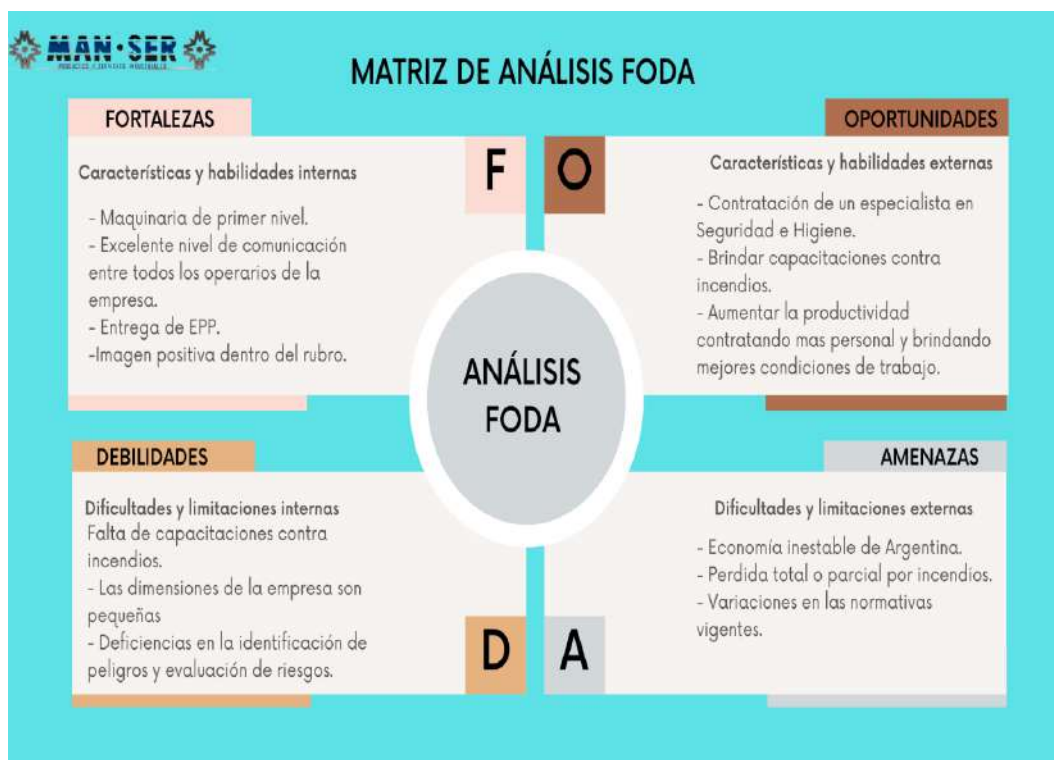 MAN·SER
MATRIZ DE ANÁLISIS FODA
FORTALEZAS
Características y habilidades internas
- Maquinaria de primer nivel.
- Excelente nivel de comunicación
entre todos los operarios de la
empresa.
- Entrega de EPP.
-Imagen positiva dentro del rubro.
F
O
OPORTUNIDADES
Características y habilidades externas
- Contratación de un especialista en
Seguridad e Higiene.
- Brindar capacitaciones contra
incendios.
- Aumentar la productividad
contratando mas personal y brindando
mejores condiciones de trabajo.
ANÁLISIS
FODA
DEBILIDADES
Dificultades y limitaciones internas
Falta de capacitaciones contra
incendios.
- Las dimensiones de la empresa son
pequeñas
- Deficiencias en la identificación de
peligros y evaluación de riesgos.
D
A
AMENAZAS
Dificultades y limitaciones externas
- Economía inestable de Argentina.
- Perdida total o parcial por incendios.
- Variaciones en las normativas
vigentes.